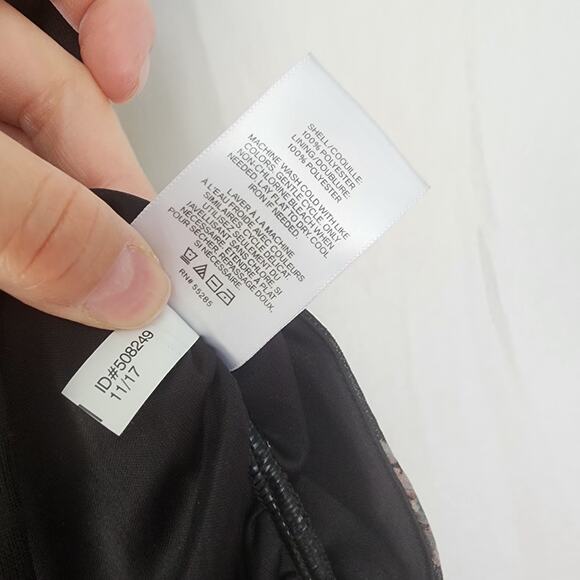 SHELL/COQUILLE:
100% POLYESTER
LINING/DOUBLURE:
100% POLYESTER
MACHINE WASH COLD WITH LIKE
COLORS, GENTLE CYCLE, ONLY
NON-CHLORINE BLEACH WHEN
NEEDED, LAY FLAT TO DRY, COOL
IRON IF NEEDED.
LAVER À LA MACHINE
À L'EAU FROIDE AVEC COULEURS
SIMILAIRES, CYCLE DÉLICAT,
UTILISEZ SEULEMENT UN
JAVELLISANT SANS CHLORE, SI
NÉCESSAIRE, ÉTENDRE À PLAT
POUR SÉCHER, REPASSAGE DOUX,
SI NÉCESSAIRE.
RN# 55285
ID#508249
11/17